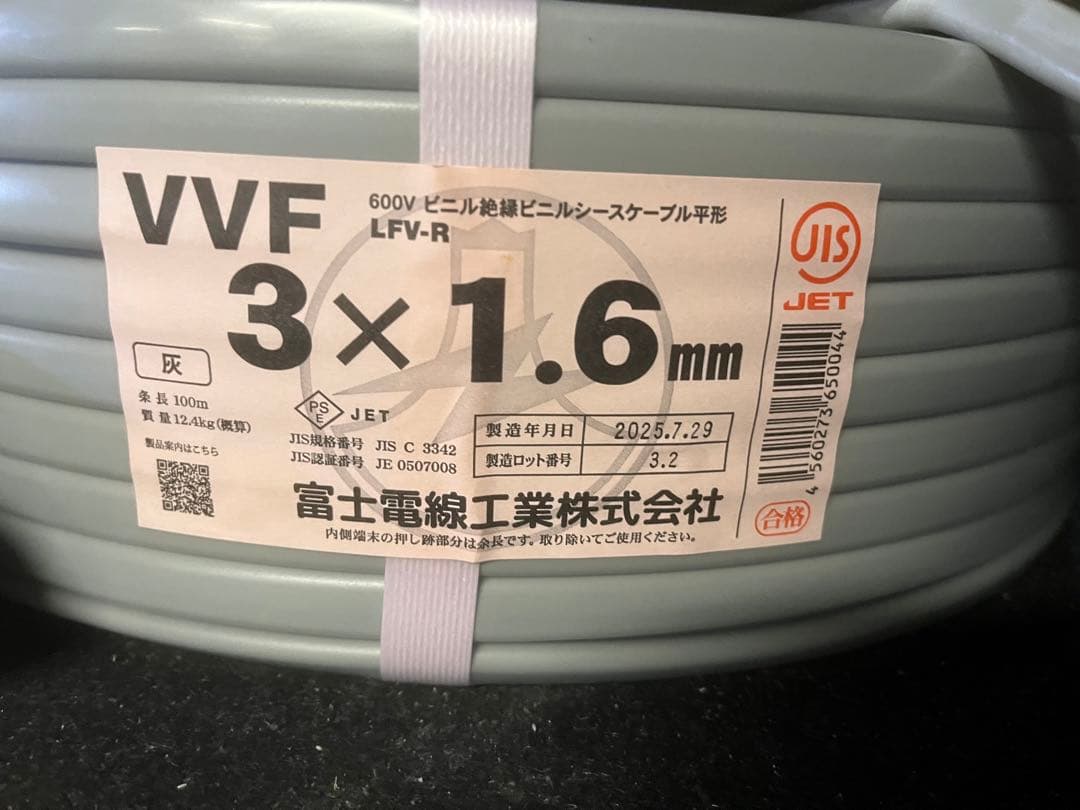 VVF
600V ビニル絶縁ビニルシースケーブル平形
LFV-R
3×1.6mm
灰
条長 100m
質量 12.4kg(概算)
製品案内はこちら
PS
E
JET
JIS規格番号 JIS C 3342
JIS認証番号 JE 0507008
製造年月日 2025.7.29
製造ロット番号 3.2
富士電線工業株式会社
内側端末の押し跡部分は余長です。取り除いてご使用ください。
JIS
JET
4 560273 650044
合格